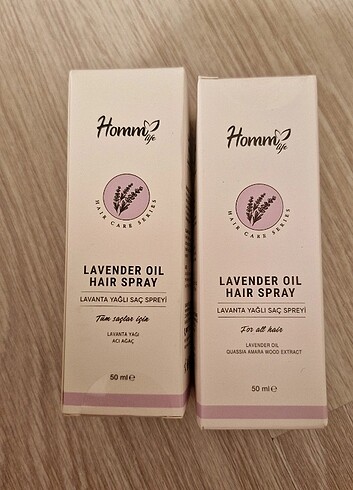 Homm
life
HAIR CARE SERIES
LAVENDER OIL
HAIR SPRAY
LAVANTA YAĞLI SAÇ SPREYİ
Tüm saçlar için
LAVANTA YAĞI
ACI AĞAÇ
50 ml e
Homm
life
HAIR CARE SERIES
LAVENDER OIL
HAIR SPRAY
LAVANTA YAĞLI SAÇ SPREYİ
For all hair
LAVENDER OIL
QUASSIA AMARA WOOD EXTRACT
50 ml e